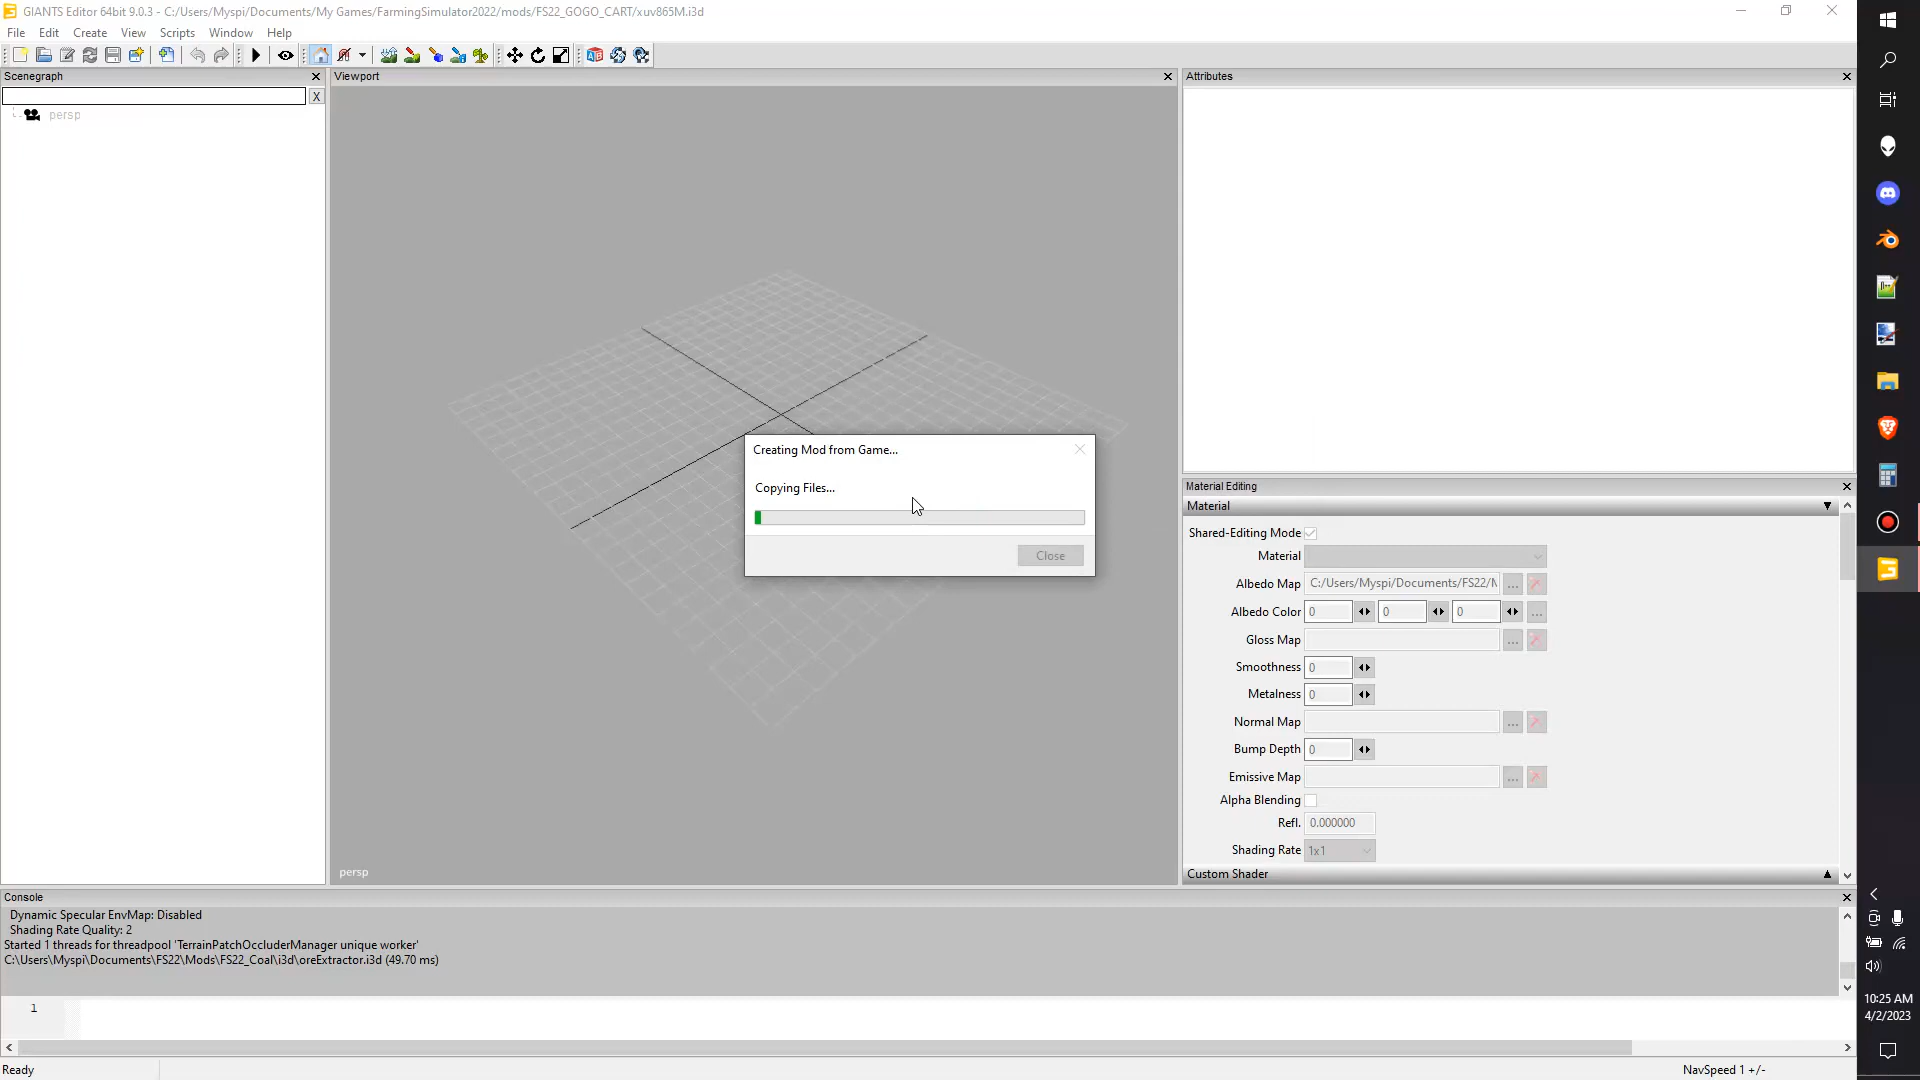 GIANTS Editor 64bit 9.0.3 - C:/Users/Myspi/Documents/My Games/FarmingSimulator2022/mods/FS22_GOGO_CART/xuv865M.i3d
File Edit Create View Scripts Window Help
Scenegraph
Viewport
Attributes
X
persp
Creating Mod from Game...
Copying Files...
Close
Material Editing
Material
Shared-Editing Mode
Material
Albedo Map C:/Users/Myspi/Documents/FS22/M
Albedo Color 0 0 0 ...
Gloss Map ...
Smoothness 0
Metalness 0
Normal Map ...
Bump Depth 0
Emissive Map ...
Alpha Blending
Refl. 0.000000
Shading Rate 1x1
Custom Shader
persp
Console
Dynamic Specular EnvMap: Disabled
Shading Rate Quality: 2
Started 1 threads for threadpool 'TerrainPatchOccluderManager unique worker'
C:\Users\Myspi\Documents\FS22\Mods\FS22_Coal\i3d\oreExtractor.i3d (49.70 ms)
1
Ready
NavSpeed 1 +/-
10:25 AM
4/2/2023